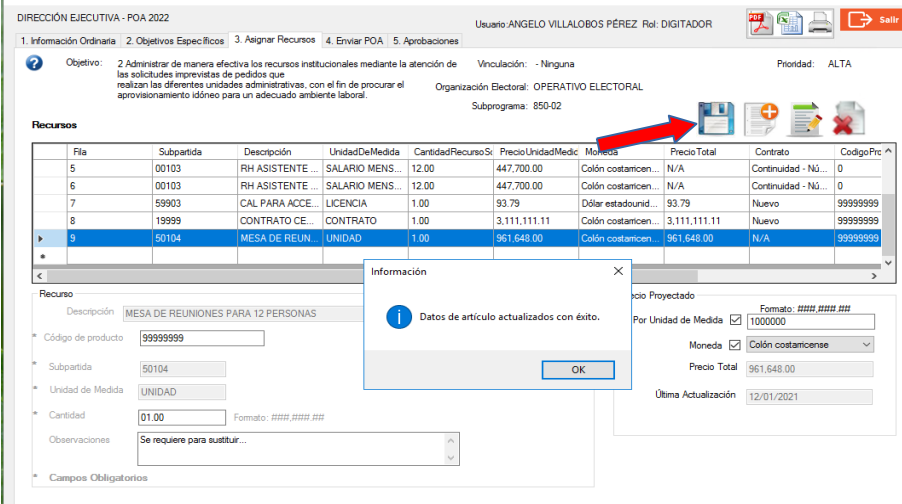 DIRECCIÓN EJECUTIVA - POA 2022
Usuario:ANGELO VILLALOBOS PÉREZ Rol: DIGITADOR
PDF
Salir
1. Información Ordinaria 2. Objetivos Específicos 3. Asignar Recursos 4. Enviar POA 5. Aprobaciones
Objetivo: 2 Administrar de manera efectiva los recursos institucionales mediante la atención de
las solicitudes imprevistas de pedidos que
realizan las diferentes unidades administrativas, con el fin de procurar el
aprovisionamiento idóneo para un adecuado ambiente laboral.
Vinculación: - Ninguna
Prioridad: ALTA
Organización Electoral: OPERATIVO ELECTORAL
Subprograma: 850-02
Recursos
Fila Subpartida Descripción UnidadDeMedida CantidadRecursoSc PrecioUnidadMedic Moneda PrecioTotal Contrato CodigoPrc
5 00103 RH ASISTENTE ... SALARIO MENS... 12.00 447,700.00 Colón costarricen... N/A Continuidad - Nú... 0
6 00103 RH ASISTENTE ... SALARIO MENS... 12.00 447,700.00 Colón costarricen... N/A Continuidad - Nú... 0
7 59903 CAL PARA ACCE... LICENCIA 1.00 93.79 Dólar estadounid... 93.79 Nuevo 99999999
8 19999 CONTRATO CE... CONTRATO 1.00 3,111,111.11 Colón costarricen... 3,111,111.11 Nuevo 99999999
9 50104 MESA DE REUN... UNIDAD 1.00 961,648.00 Colón costarricen... 961,648.00 N/A 99999999
Información
Datos de artículo actualizados con éxito.
OK
Recurso
Descripción MESA DE REUNIONES PARA 12 PERSONAS
* Código de producto 99999999
* Subpartida 50104
* Unidad de Medida UNIDAD
* Cantidad 01.00 Formato: ###,###.##
Observaciones Se requiere para sustituir...
* Campos Obligatorios
ecio Proyectado
Formato: ###,###.##
Por Unidad de Medida 1000000
Moneda Colón costarricense
Precio Total 961,648.00
Última Actualización 12/01/2021